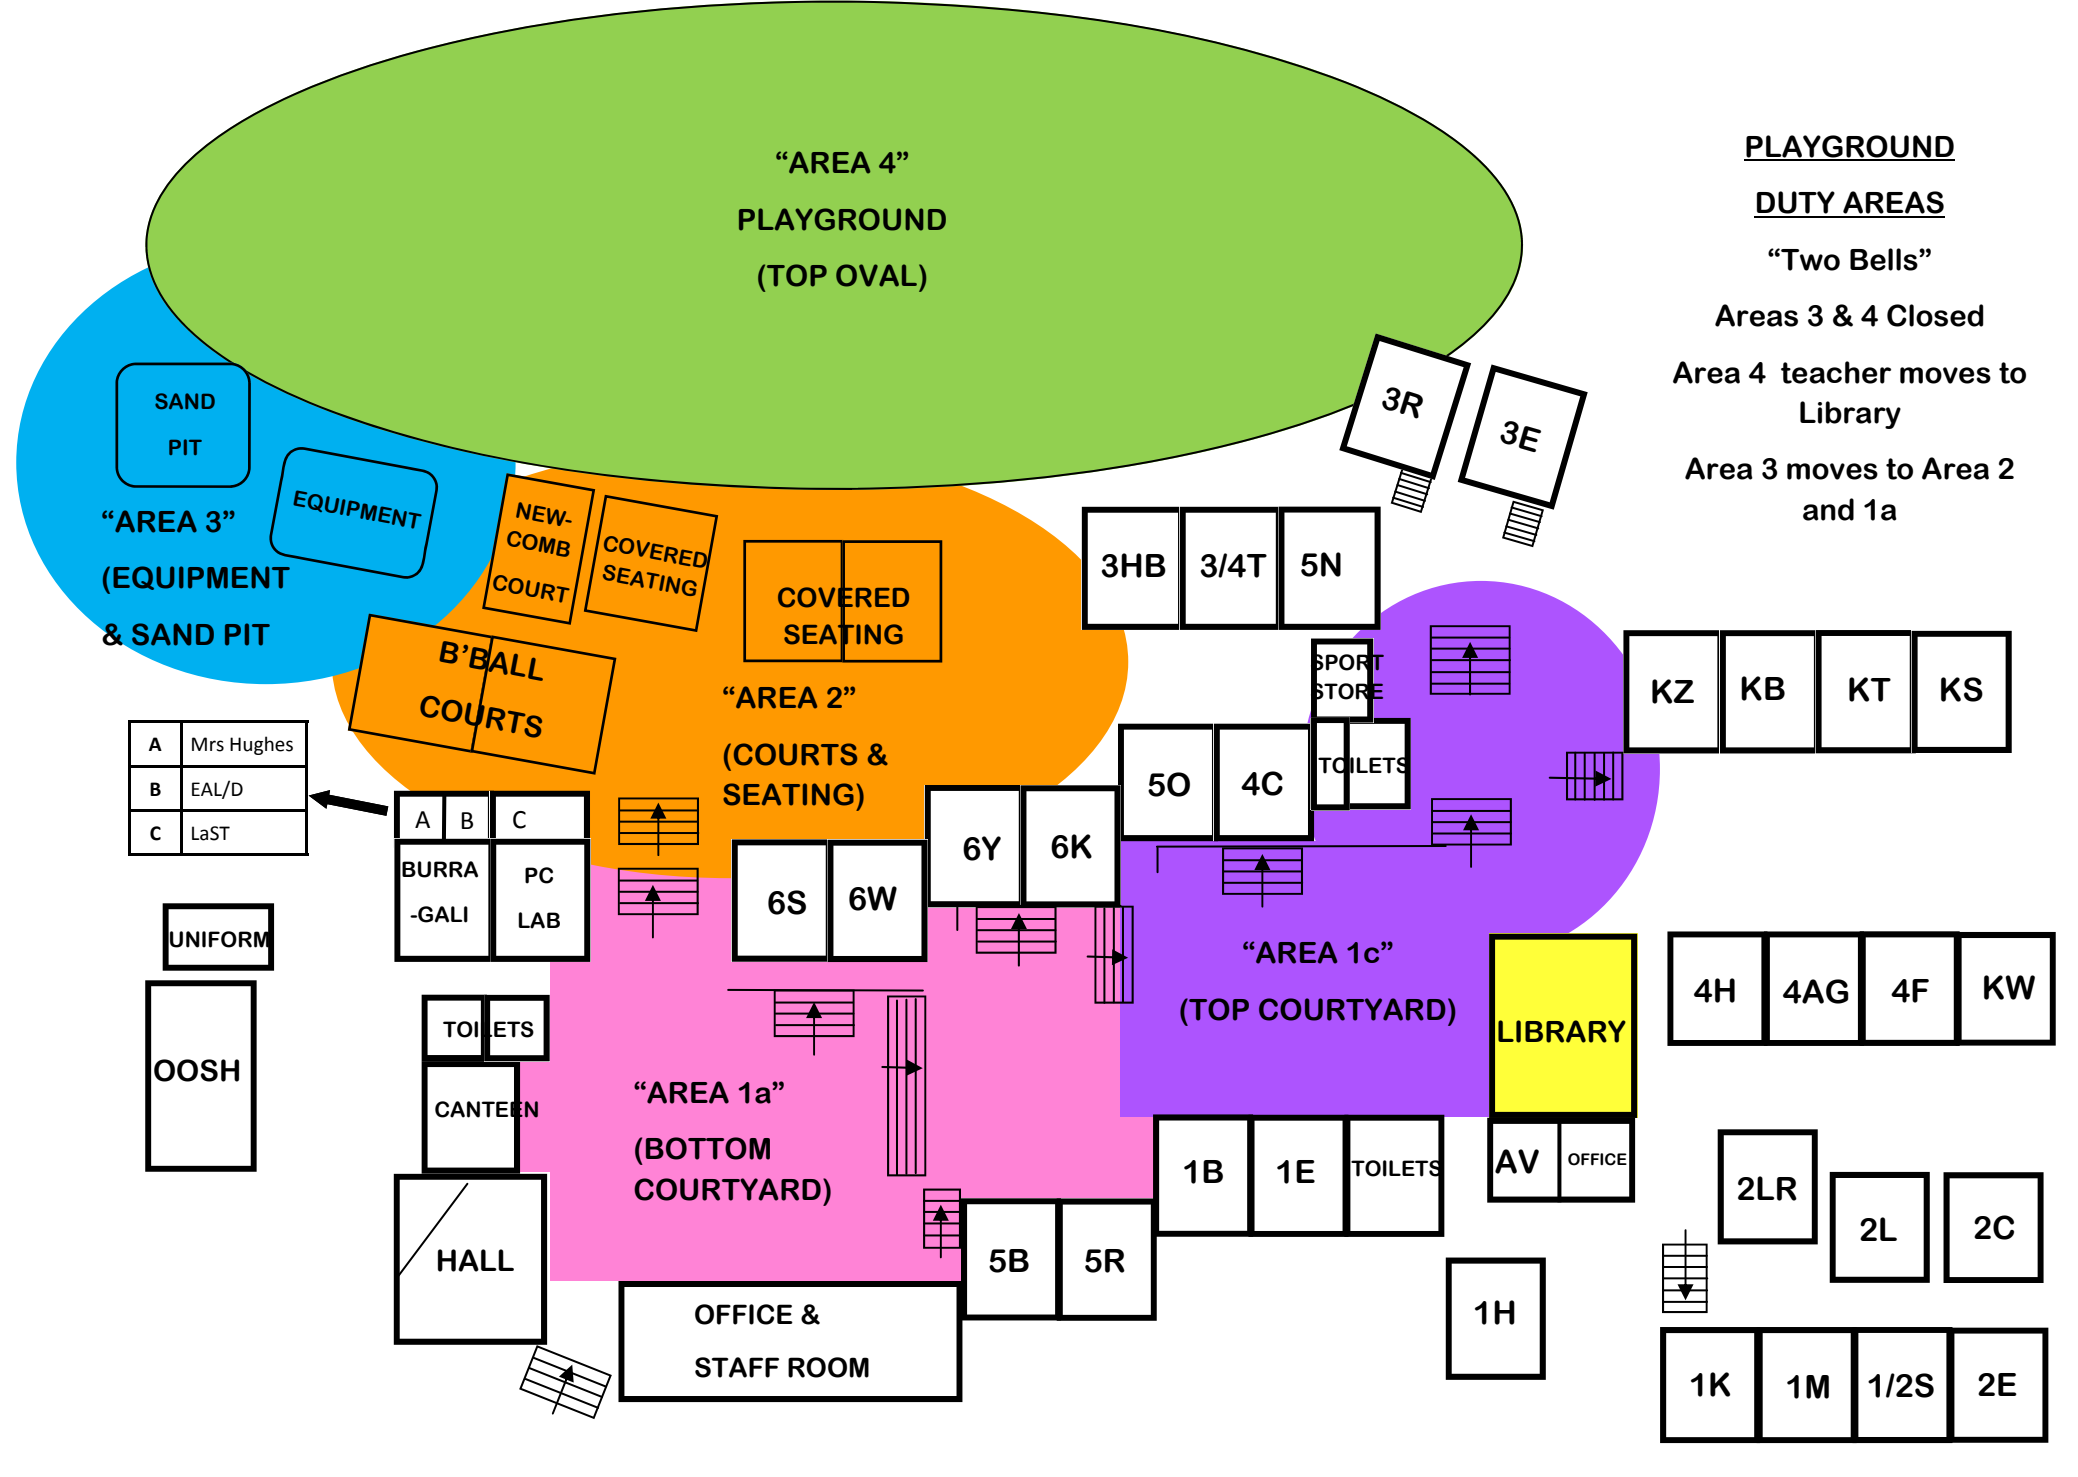 “AREA 4”
PLAYGROUND
(TOP OVAL)
PLAYGROUND
DUTY AREAS
“Two Bells”
Areas 3 & 4 Closed
Area 4  teacher moves to
Library
Area 3 moves to Area 2
and 1a
SAND
PIT
EQUIPMENT
“AREA 3”
(EQUIPMENT
& SAND PIT
NEW-
COMB
COURT
COVERED
SEATING
COVERED
SEATING
B’BALL
COURTS
“AREA 2”
(COURTS &
SEATING)
3R
3E
3HB
3/4T
5N
SPORT
STORE
TOILETS
5O
4C
KZ
KB
KT
KS
A Mrs Hughes
B EAL/D
C LaST
A
B
C
BURRA
-GALI
PC
LAB
6S
6W
6Y
6K
UNIFORM
OOSH
TOILETS
CANTEEN
HALL
“AREA 1a”
(BOTTOM
COURTYARD)
“AREA 1c”
(TOP COURTYARD)
LIBRARY
4H
4AG
4F
KW
1B
1E
TOILETS
AV
OFFICE
2LR
2L
2C
5B
5R
OFFICE &
STAFF ROOM
1H
1K
1M
1/2S
2E